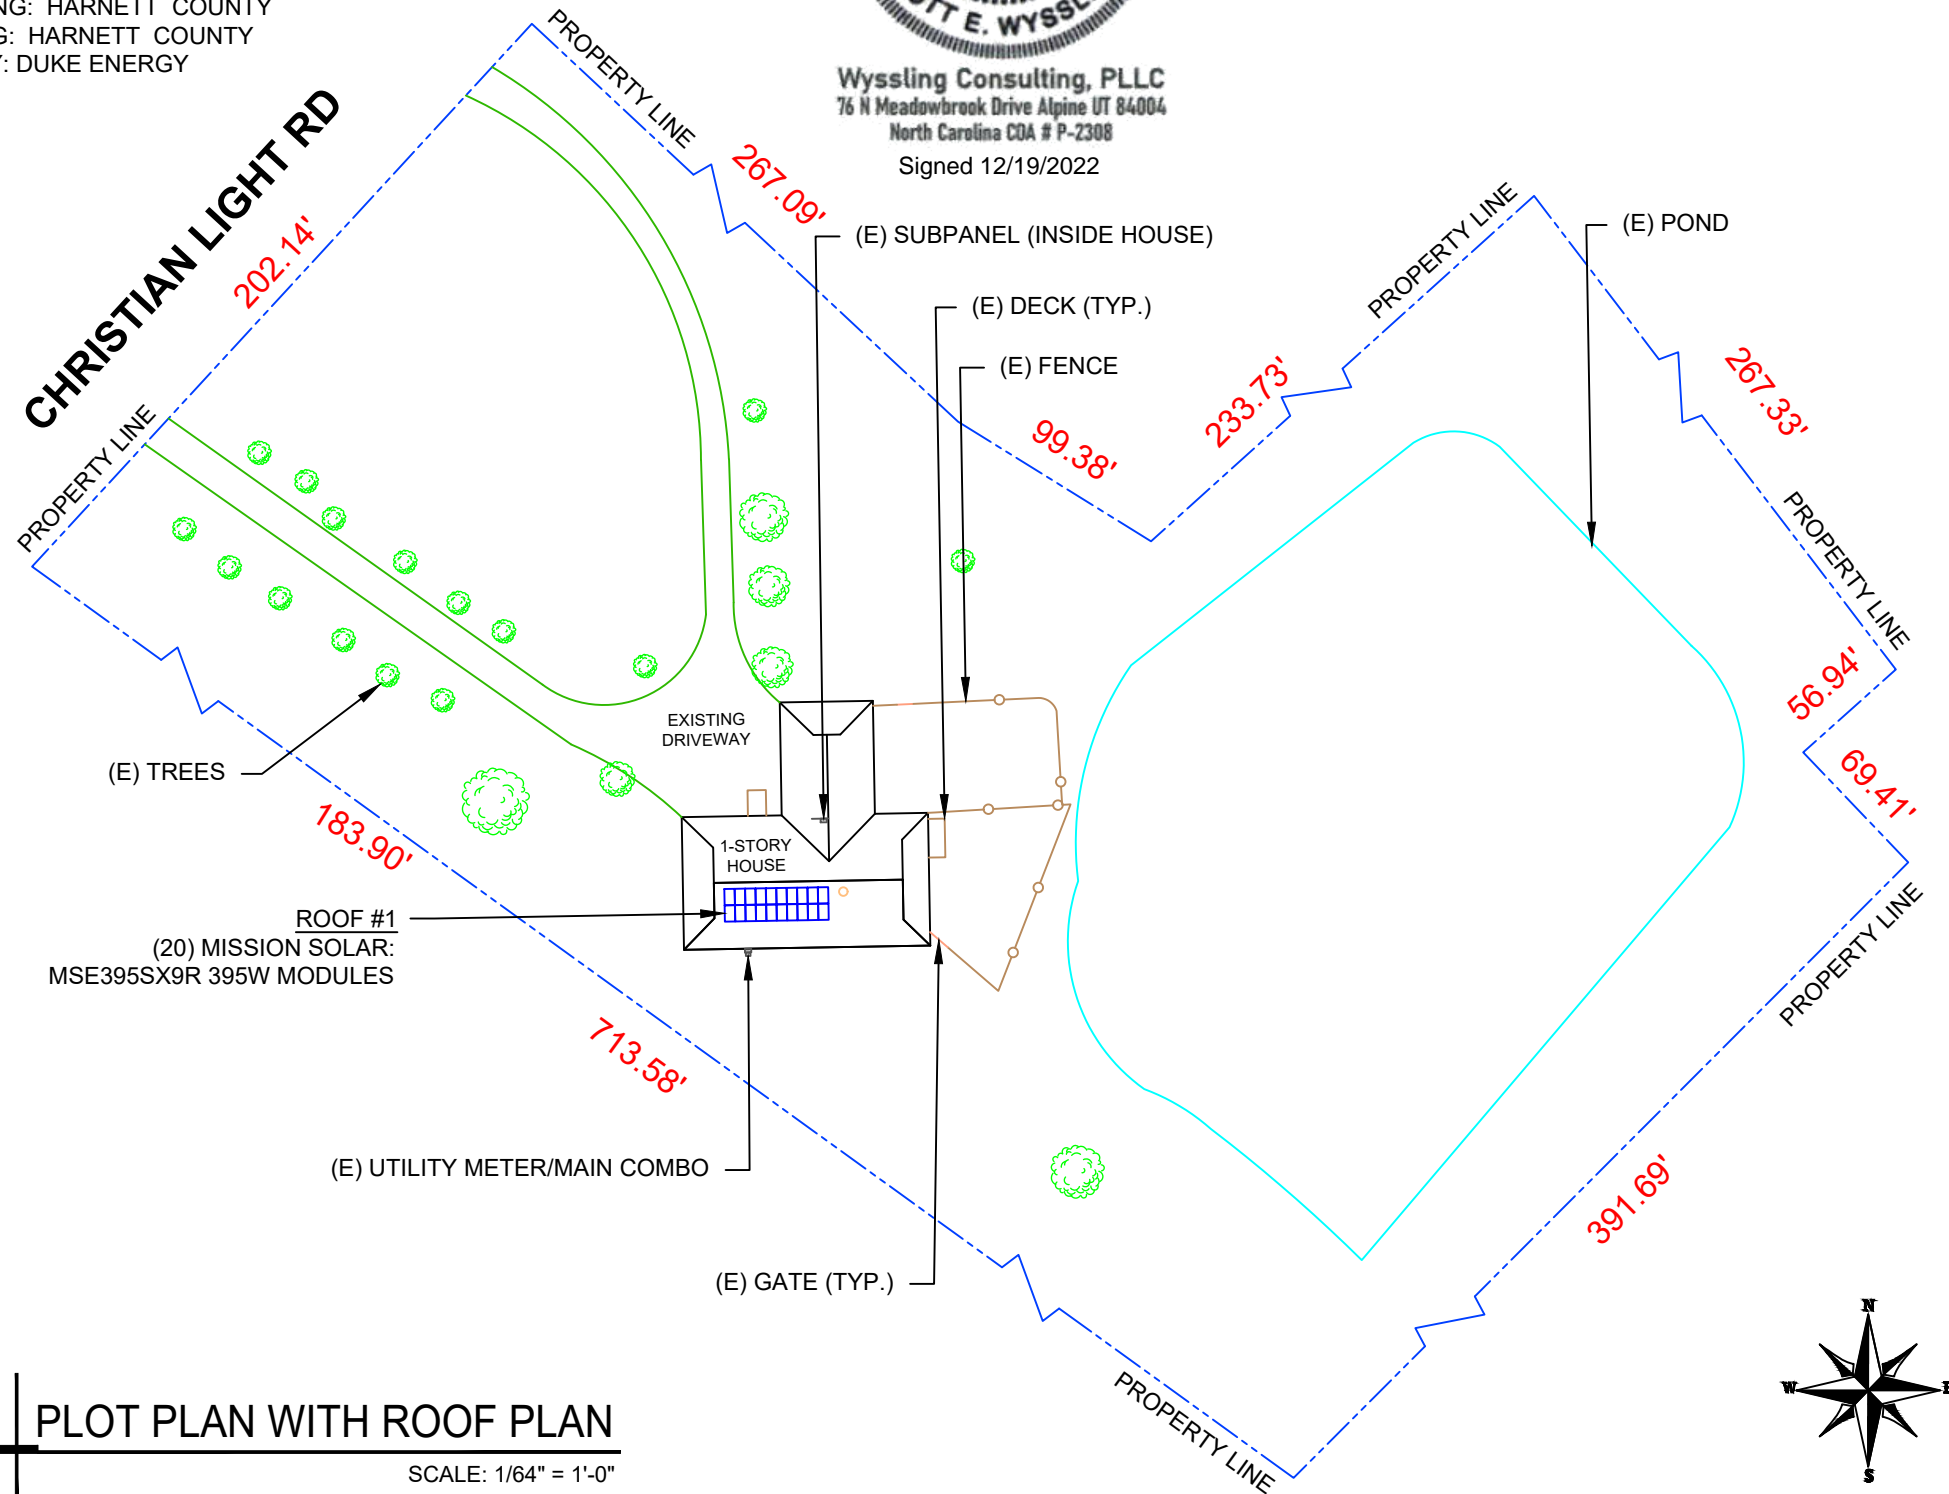 HARNETT COUNTY
HARNETT COUNTY
DUKE ENERGY
E. WYSSL
Wyssling Consulting, PLLC
76 N Meadowbrook Drive Alpine UT 84004
North Carolina COA # P-2308
Signed 12/19/2022
CHRISTIAN LIGHT RD
PROPERTY LINE
202.14'
PROPERTY LINE
267.09'
(E) SUBPANEL (INSIDE HOUSE)
(E) DECK (TYP.)
(E) FENCE
99.38'
233.73'
PROPERTY LINE
(E) POND
267.33'
PROPERTY LINE
56.94'
69.41'
PROPERTY LINE
391.69'
EXISTING
DRIVEWAY
1-STORY
HOUSE
(E) TREES
183.90'
ROOF #1
(20) MISSION SOLAR:
MSE395SX9R 395W MODULES
713.58'
(E) UTILITY METER/MAIN COMBO
(E) GATE (TYP.)
PROPERTY LINE
N
W
E
S
PLOT PLAN WITH ROOF PLAN
SCALE: 1/64" = 1'-0"